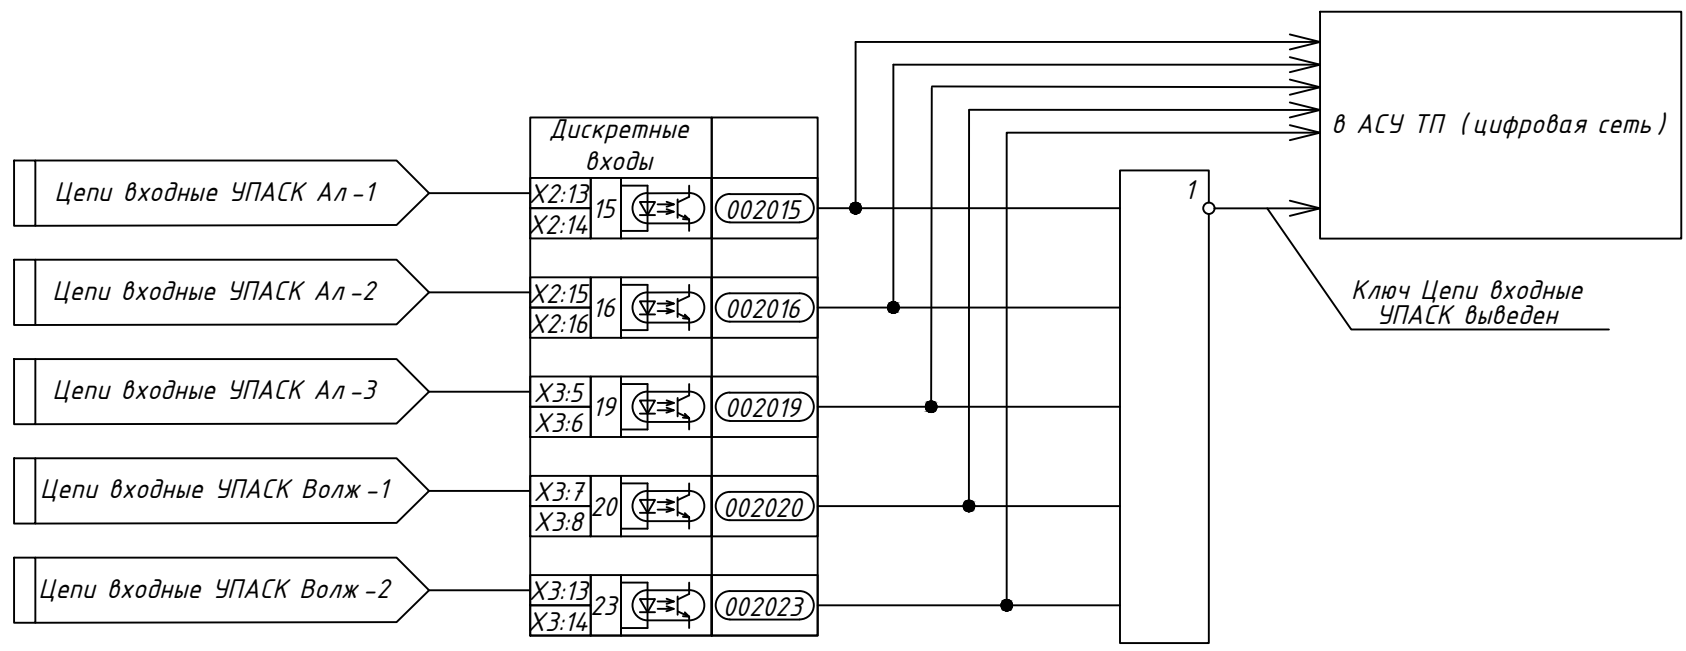 Дискретные
входы
в АСУ ТП (цифровая сеть)
Цепи входные УПАСК Ал-1
X2:13
X2:14
15
002015
1
Цепи входные УПАСК Ал-2
X2:15
X2:16
16
002016
Ключ Цепи входные
УПАСК выведен
Цепи входные УПАСК Ал-3
X3:5
X3:6
19
002019
Цепи входные УПАСК Волж-1
X3:7
X3:8
20
002020
Цепи входные УПАСК Волж-2
X3:13
X3:14
23
002023